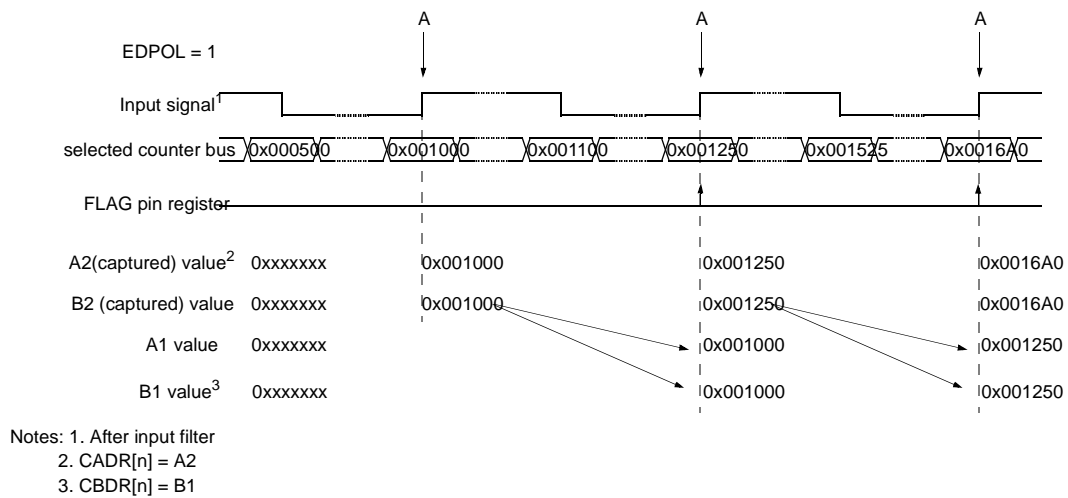 A A A
EDPOL = 1
Input signal1
selected counter bus 0x000500 0x001000 0x001100 0x001250 0x001525 0x0016A0
FLAG pin register
A2(captured) value2 0xxxxxxx 0x001000 0x001250 0x0016A0
B2 (captured) value 0xxxxxxx 0x001000 0x001250 0x0016A0
A1 value 0xxxxxxx 0x001000 0x001250
B1 value3 0xxxxxxx 0x001000 0x001250
Notes: 1. After input filter
2. CADR[n] = A2
3. CBDR[n] = B1